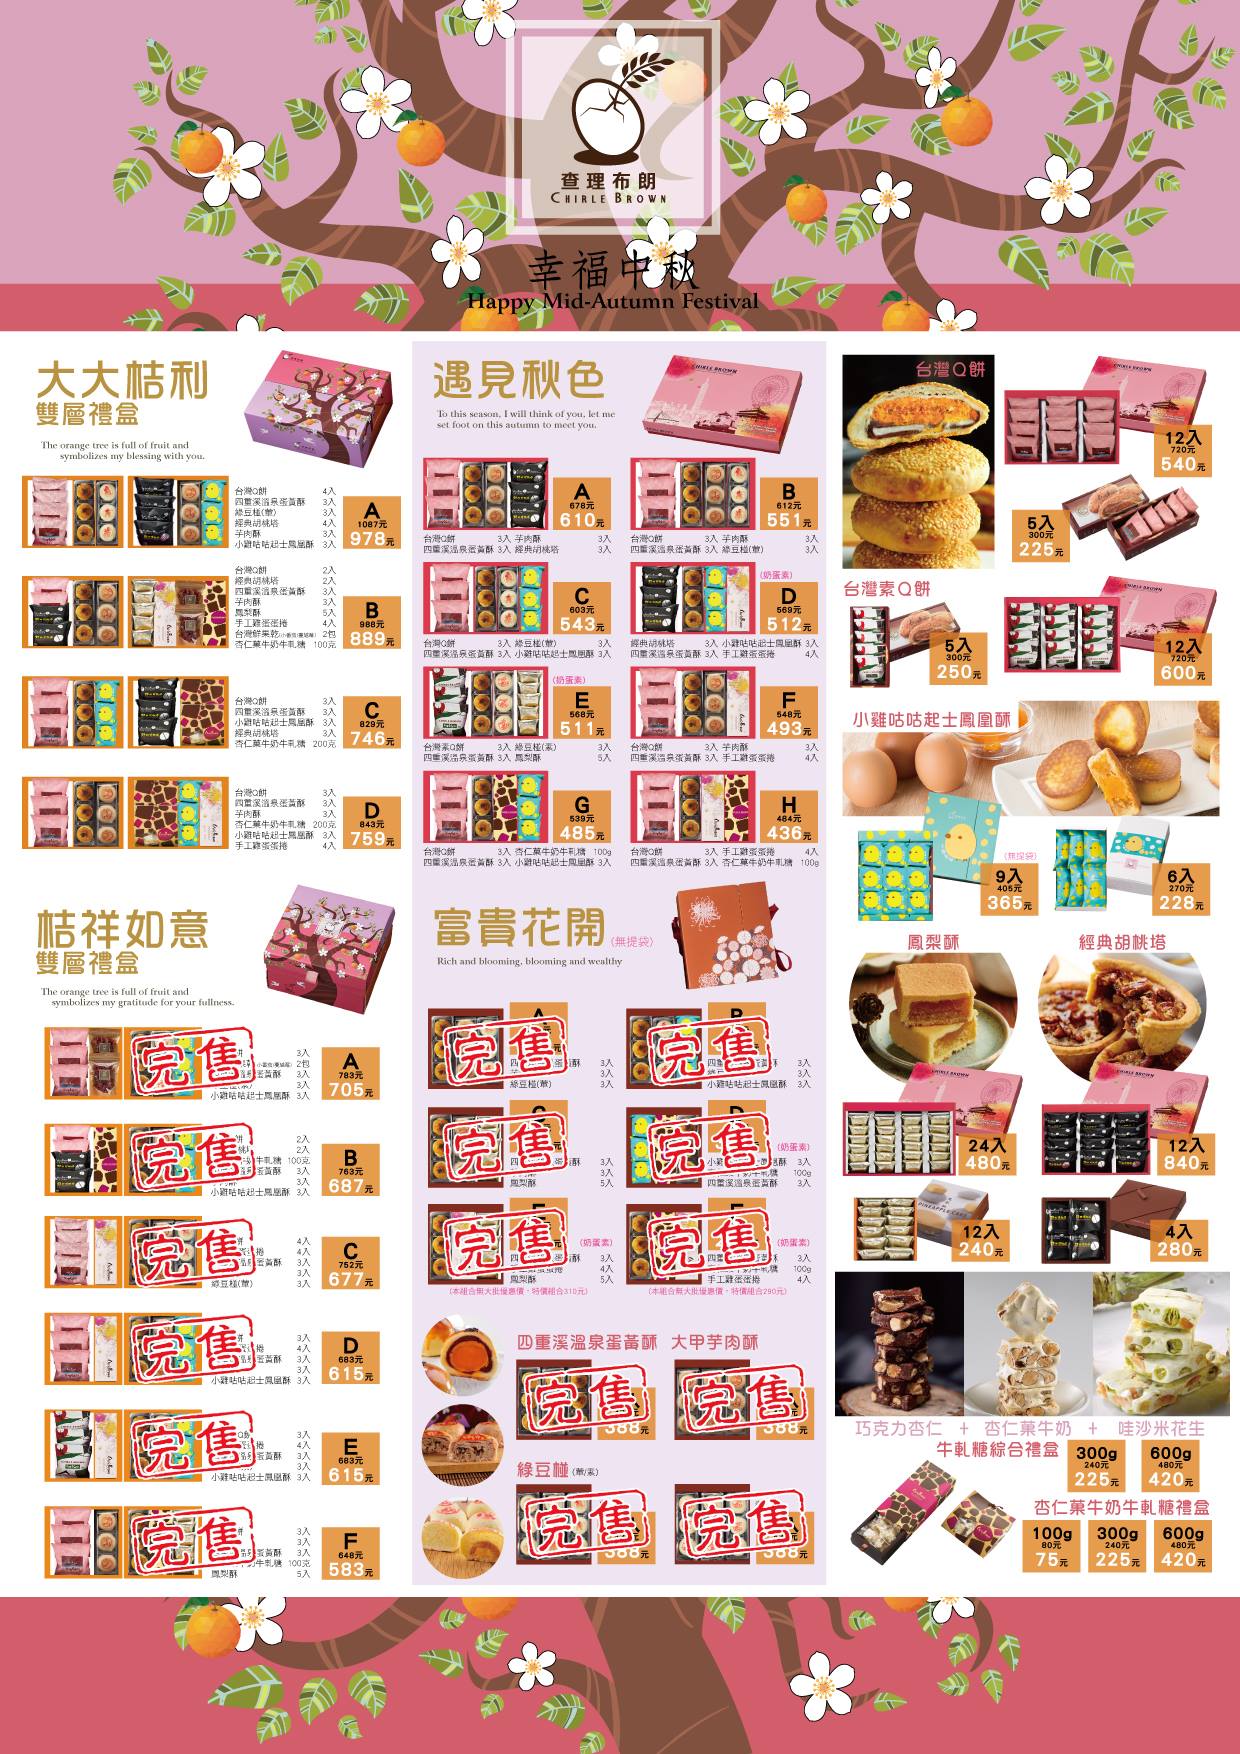 查理布朗
CHIRLE BROWN
幸福中秋
Happy Mid-Autumn Festival
大大桔利
雙層禮盒
The orange tree is full of fruit and
symbolizes my blessing with you.
台灣Q餅 4入
四重溪溫泉蛋黃酥 3入
綠豆椪(葷) 3入
經典胡桃塔 4入
芋肉酥 3入
小雞咕咕起士鳳凰酥 3入
A
1087元
978元
台灣Q餅 2入
經典胡桃塔 2入
四重溪溫泉蛋黃酥 3入
芋肉酥 3入
鳳梨酥 5入
手工雞蛋蛋捲 4入
台灣鮮果乾 2包
杏仁菓牛奶牛軋糖 100克
B
988元
889元
台灣Q餅 3入
四重溪溫泉蛋黃酥 3入
小雞咕咕起士鳳凰酥 3入
經典胡桃塔 3入
杏仁菓牛奶牛軋糖 200克
C
829元
746元
台灣Q餅 3入
四重溪溫泉蛋黃酥 3入
芋肉酥 3入
杏仁菓牛奶牛軋糖 200克
小雞咕咕起士鳳凰酥 3入
手工雞蛋蛋捲 4入
D
843元
759元
桔祥如意
雙層禮盒
The orange tree is full of fruit and
symbolizes my gratitude for your fullness.
完售
餅 3入
2包
蛋黃酥 3入
3入
小雞咕咕起士鳳凰酥 3入
A
783元
705元
完售
餅 2入
2入
牛軋糖 100克
蛋黃酥 3入
3入
小雞咕咕起士鳳凰酥 3入
B
763元
687元
完售
餅 4入
捲 4入
蛋黃酥 3入
3入
綠豆椪(葷) 3入
C
752元
677元
完售
餅 3入
捲 4入
蛋黃酥 3入
3入
小雞咕咕起士鳳凰酥 3入
D
683元
615元
完售
3入
捲 4入
蛋黃酥 3入
3入
小雞咕咕起士鳳凰酥 3入
E
683元
615元
完售
餅 3入
3入
蛋黃酥 3入
牛軋糖 100克
鳳梨酥 5入
F
648元
583元
遇見秋色
To this season, I will think of you, let me
set foot on this autumn to meet you.
A
678元
610元
台灣Q餅 3入 芋肉酥 3入
四重溪溫泉蛋黃酥 3入 經典胡桃塔 3入
B
612元
551元
台灣Q餅 3入 芋肉酥 3入
四重溪溫泉蛋黃酥 3入 綠豆椪(葷) 3入
C
603元
543元
台灣Q餅 3入 綠豆椪(葷) 3入
四重溪溫泉蛋黃酥 3入 小雞咕咕起士鳳凰酥 3入
(奶蛋素)
D
569元
512元
經典胡桃塔 3入 小雞咕咕起士鳳凰酥 3入
四重溪溫泉蛋黃酥 3入 手工雞蛋蛋捲 4入
(奶蛋素)
E
568元
511元
台灣素Q餅 3入 綠豆椪(素) 3入
四重溪溫泉蛋黃酥 3入 鳳梨酥 5入
F
548元
493元
台灣Q餅 3入 芋肉酥 3入
四重溪溫泉蛋黃酥 3入 手工雞蛋蛋捲 4入
G
539元
485元
台灣Q餅 3入 杏仁菓牛奶牛軋糖 100g
四重溪溫泉蛋黃酥 3入 小雞咕咕起士鳳凰酥 3入
H
484元
436元
台灣Q餅 3入 手工雞蛋蛋捲 4入
四重溪溫泉蛋黃酥 3入 杏仁菓牛奶牛軋糖 100g
富貴花開 (無提袋)
Rich and blooming, blooming and wealthy
完售
3入
3入
綠豆椪(葷) 3入
完售
3入
3入
小雞咕咕起士鳳凰酥 3入
完售
3入
3入
鳳梨酥 5入
完售
(奶蛋素)
3入
100g
四重溪溫泉蛋黃酥 3入
完售
(奶蛋素)
3入
4入
鳳梨酥 5入
(本組合無大批優惠價，特價組合310元)
完售
(奶蛋素)
3入
100g
手工雞蛋蛋捲 4入
(本組合無大批優惠價，特價組合290元)
四重溪溫泉蛋黃酥 大甲芋肉酥
完售
388元
完售
388元
綠豆椪 (葷/素)
完售
388元
完售
388元
台灣Q餅
12入
720元
540元
5入
300元
225元
台灣素Q餅
5入
300元
250元
12入
720元
600元
小雞咕咕起士鳳凰酥
(無提袋)
9入
405元
365元
6入
270元
228元
鳳梨酥 經典胡桃塔
24入
480元
12入
840元
12入
240元
4入
280元
巧克力杏仁 + 杏仁菓牛奶 + 哇沙米花生
牛軋糖綜合禮盒
300g
240元
225元
600g
480元
420元
杏仁菓牛奶牛軋糖禮盒
100g
80元
75元
300g
240元
225元
600g
480元
420元